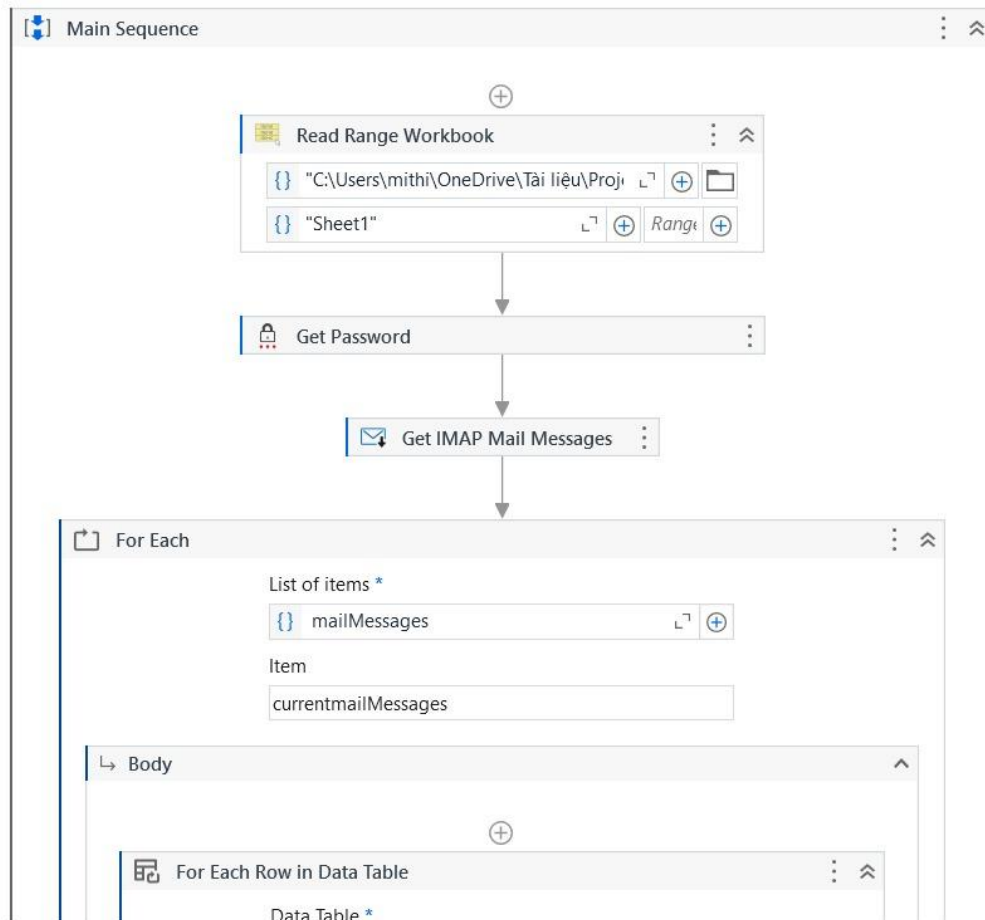 Main Sequence
Read Range Workbook
"C:\Users\mithi\OneDrive\Tài liệu\Proj
"Sheet1" Range
Get Password
Get IMAP Mail Messages
For Each
List of items *
{} mailMessages
Item
currentmailMessages
Body
For Each Row in Data Table
Data Table *